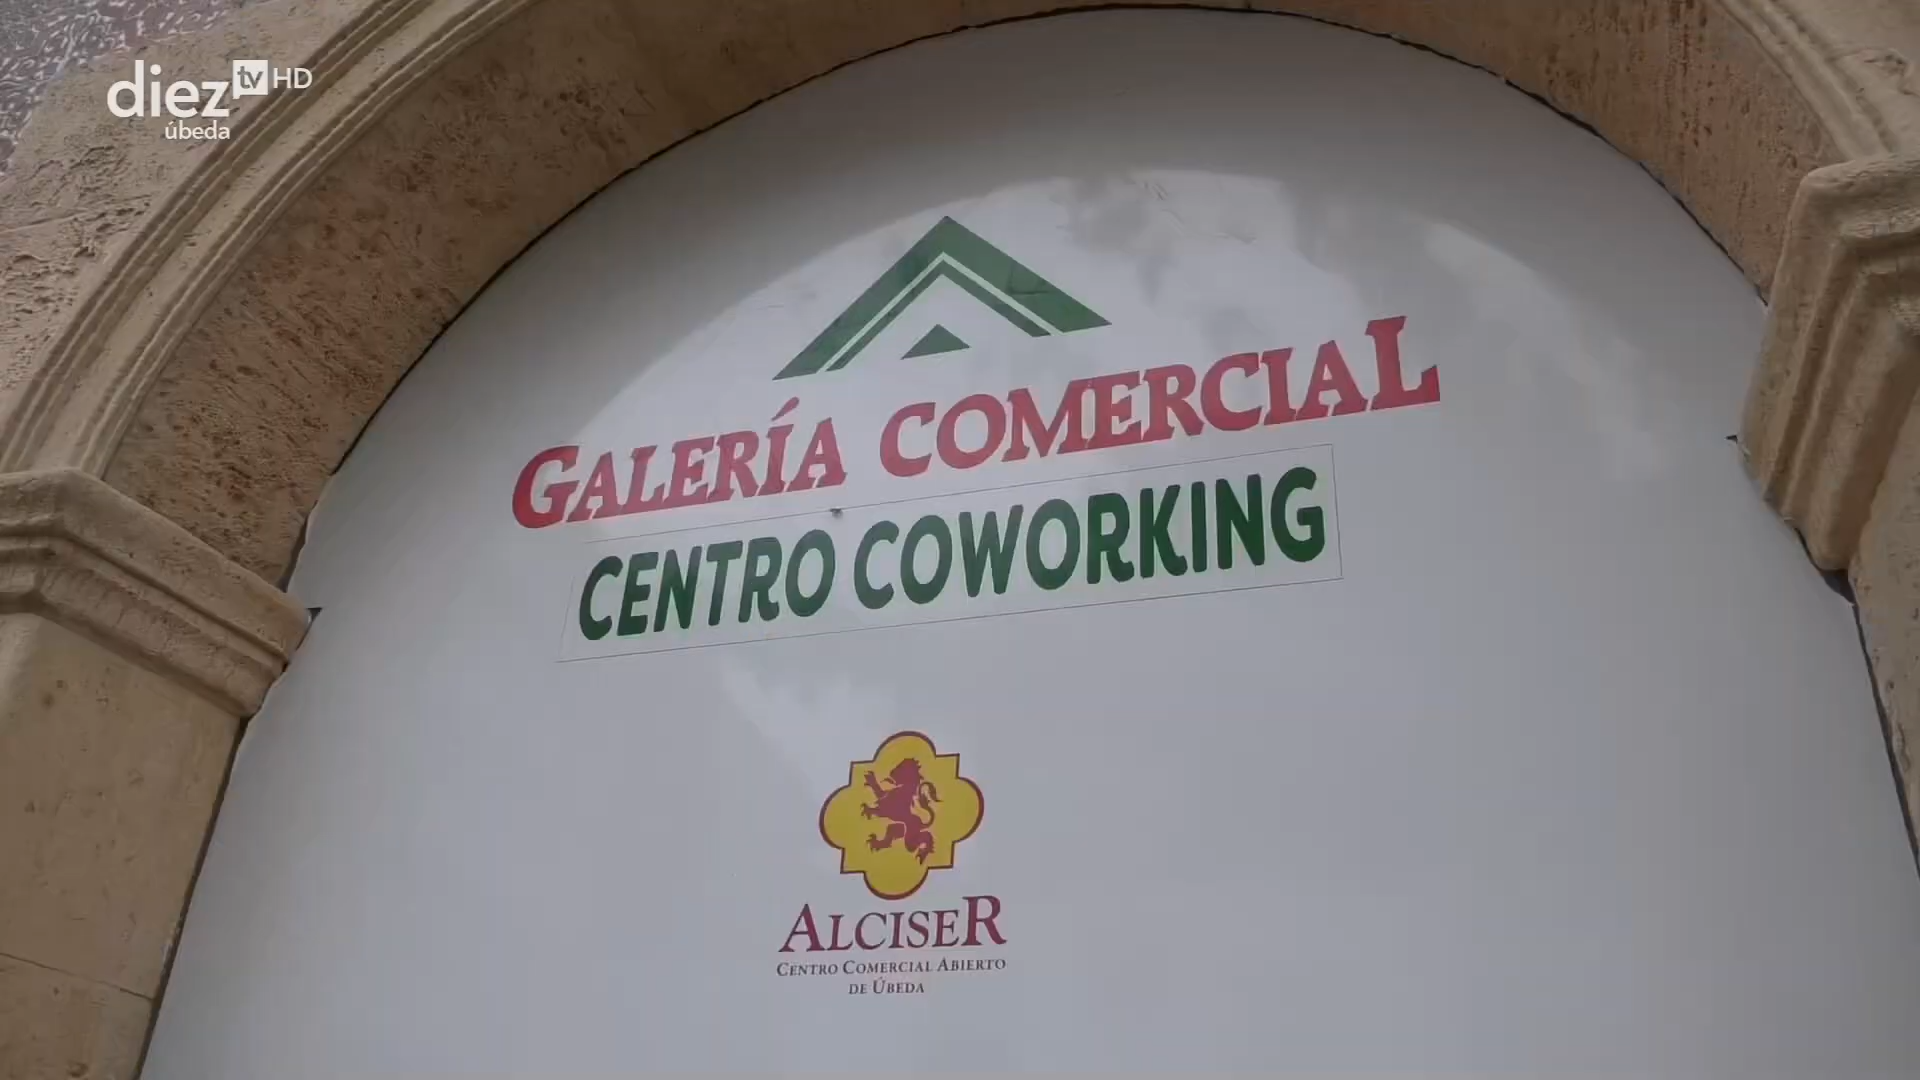 diez tv HD
úbeda
GALERÍA COMERCIAL
CENTRO COWORKING
ALCISER
CENTRO COMERCIAL ABIERTO
DE ÚBEDA